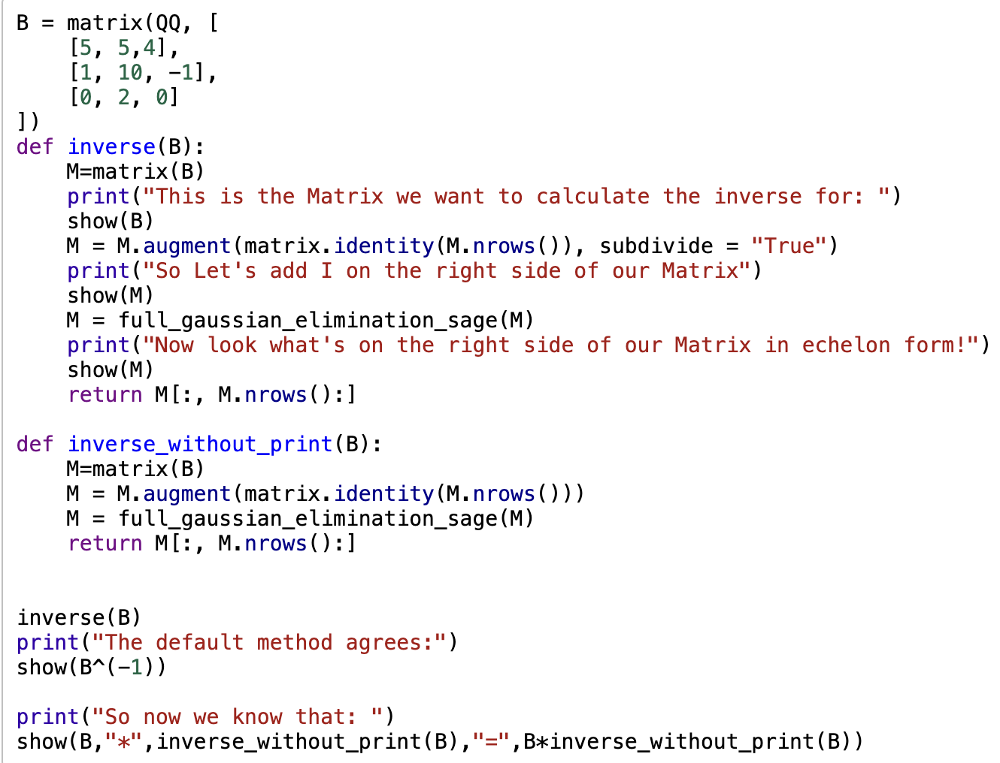 B = matrix(QQ, [
    [5, 5,4],
    [1, 10, -1],
    [0, 2, 0]
])
def inverse(B):
    M=matrix(B)
    print("This is the Matrix we want to calculate the inverse for: ")
    show(B)
    M = M.augment(matrix.identity(M.nrows()), subdivide = "True")
    print("So Let's add I on the right side of our Matrix")
    show(M)
    M = full_gaussian_elimination_sage(M)
    print("Now look what's on the right side of our Matrix in echelon form!")
    show(M)
    return M[:, M.nrows():]

def inverse_without_print(B):
    M=matrix(B)
    M = M.augment(matrix.identity(M.nrows()))
    M = full_gaussian_elimination_sage(M)
    return M[:, M.nrows():]


inverse(B)
print("The default method agrees:")
show(B^(-1))

print("So now we know that: ")
show(B,"*",inverse_without_print(B),"=",B*inverse_without_print(B))